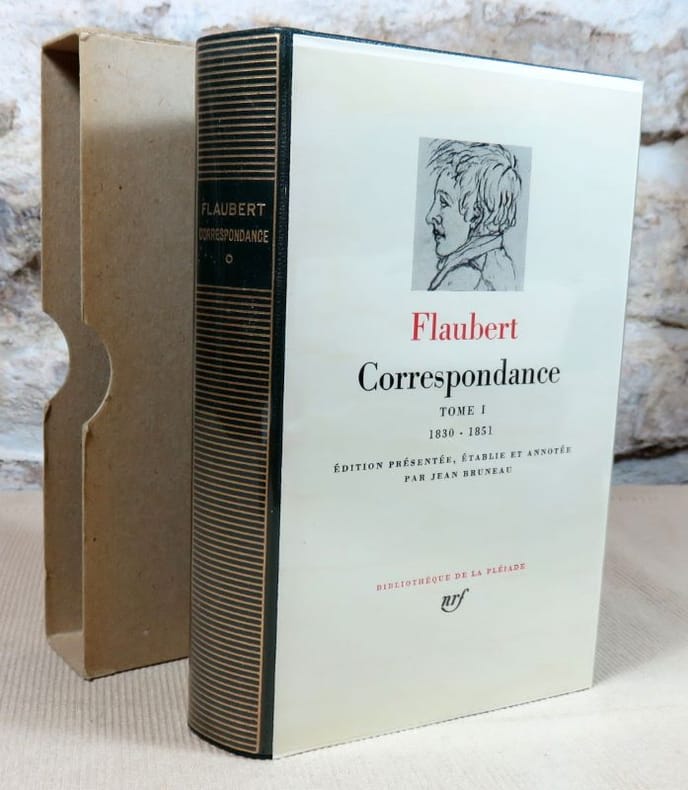 FLAUBERT
CORRESPONDANCE
Flaubert
Correspondance
TOME I
1830 - 1851
ÉDITION PRÉSENTÉE, ÉTABLIE ET ANNOTÉE
PAR JEAN BRUNEAU
BIBLIOTHÈQUE DE LA PLÉIADE
nrf